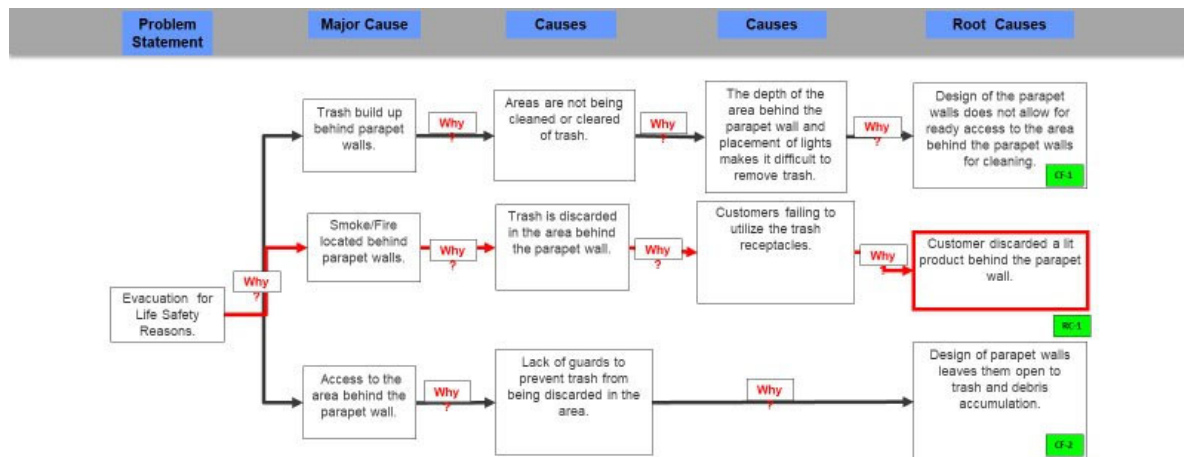 Problem
Statement
Major Cause
Causes
Causes
Root Causes
Trash build up
behind parapet
walls.
Why
?
Areas are not being
cleaned or cleared
of trash.
Why
?
The depth of the
area behind the
parapet wall and
placement of lights
makes it difficult to
remove trash.
Why
?
Design of the parapet
walls does not allow for
ready access to the area
behind the parapet walls
for cleaning.
CF-1
Evacuation for
Life Safety
Reasons.
Why
?
Smoke/Fire
located behind
parapet walls.
Why
?
Trash is discarded
in the area behind
the parapet wall.
Why
?
Customers failing to
utilize the trash
receptacles.
Why
?
Customer discarded a lit
product behind the parapet
wall.
RC-1
Access to the
area behind the
parapet wall.
Why
?
Lack of guards to
prevent trash from
being discarded in the
area.
Why
?
Design of parapet walls
leaves them open to
trash and debris
accumulation.
CF-2